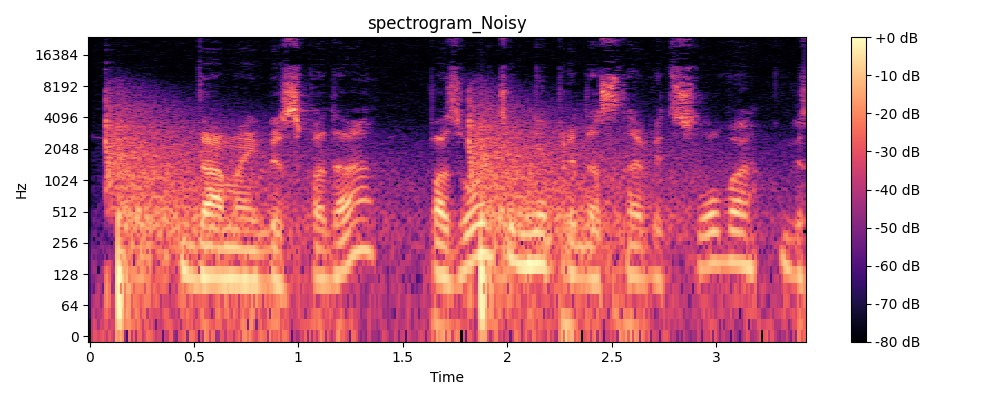 spectrogram_Noisy
Hz
16384
8192
4096
2048
1024
512
256
128
64
0
0 0.5 1 1.5 2 2.5 3
Time
+0 dB
-10 dB
-20 dB
-30 dB
-40 dB
-50 dB
-60 dB
-70 dB
-80 dB